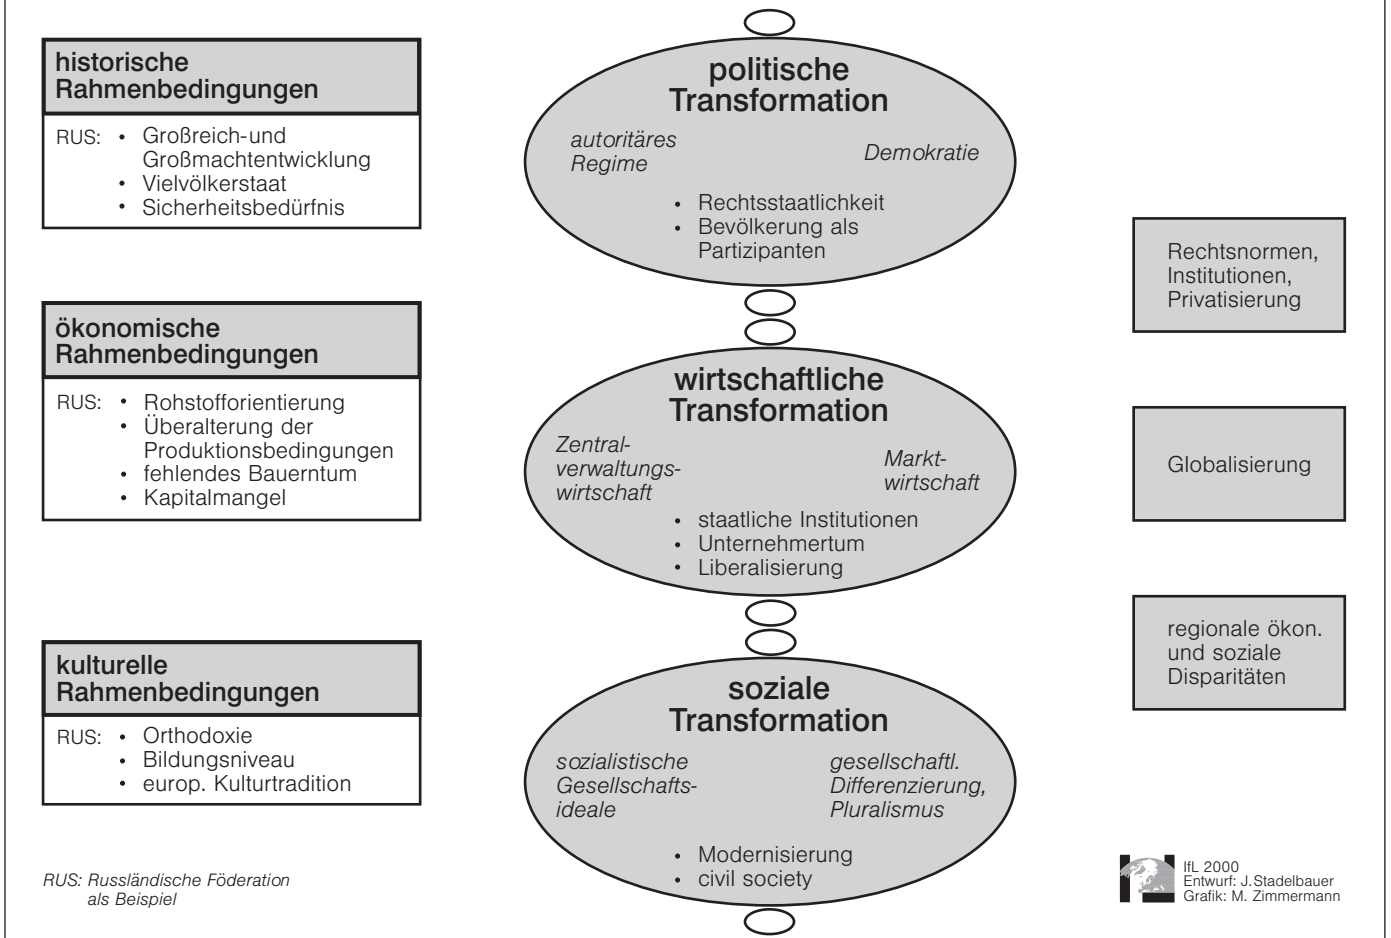 historische
Rahmenbedingungen
RUS: • Großreich-und
Großmachtentwicklung
• Vielvölkerstaat
• Sicherheitsbedürfnis
ökonomische
Rahmenbedingungen
RUS: • Rohstofforientierung
• Überalterung der
Produktionsbedingungen
• fehlendes Bauerntum
• Kapitalmangel
kulturelle
Rahmenbedingungen
RUS: • Orthodoxie
• Bildungsniveau
• europ. Kulturtradition
RUS: Russländische Föderation
als Beispiel
politische
Transformation
autoritäres
Regime
Demokratie
• Rechtsstaatlichkeit
• Bevölkerung als
Partizipanten
wirtschaftliche
Transformation
Zentral-
verwaltungs-
wirtschaft
Markt-
wirtschaft
• staatliche Institutionen
• Unternehmertum
• Liberalisierung
soziale
Transformation
sozialistische
Gesellschafts-
ideale
gesellschaftl.
Differenzierung,
Pluralismus
• Modernisierung
• civil society
Rechtsnormen,
Institutionen,
Privatisierung
Globalisierung
regionale ökon.
und soziale
Disparitäten
IfL 2000
Entwurf: J.Stadelbauer
Grafik: M. Zimmermann